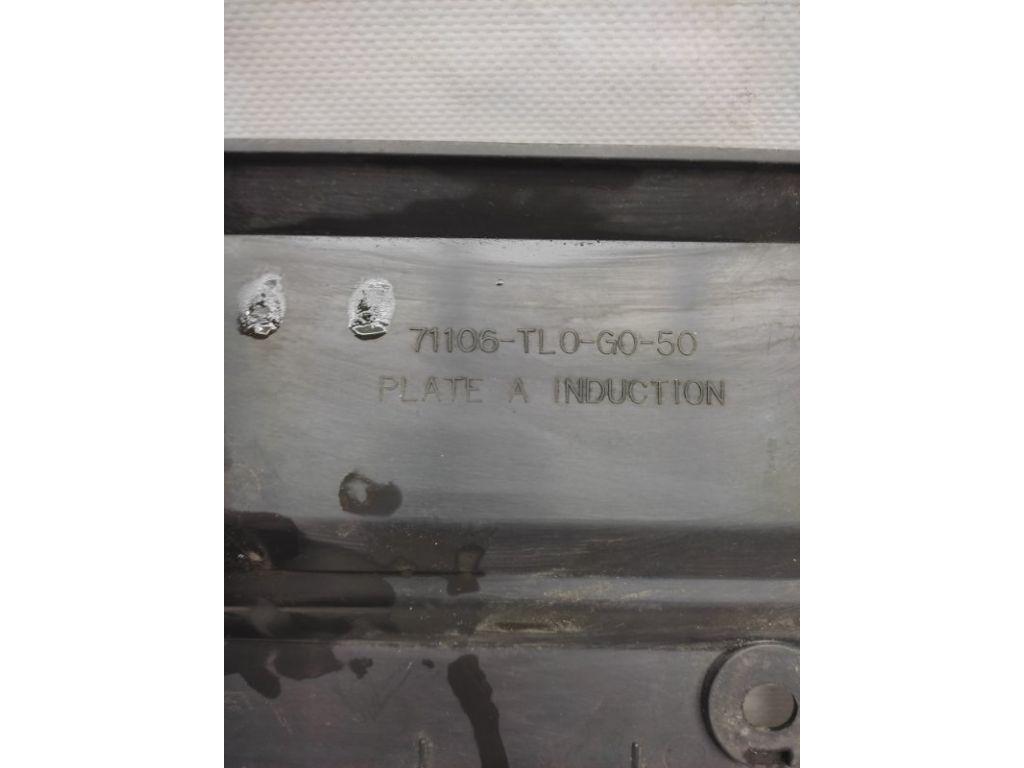 71106-TL0-G0-50
PLATE A INDUCTION